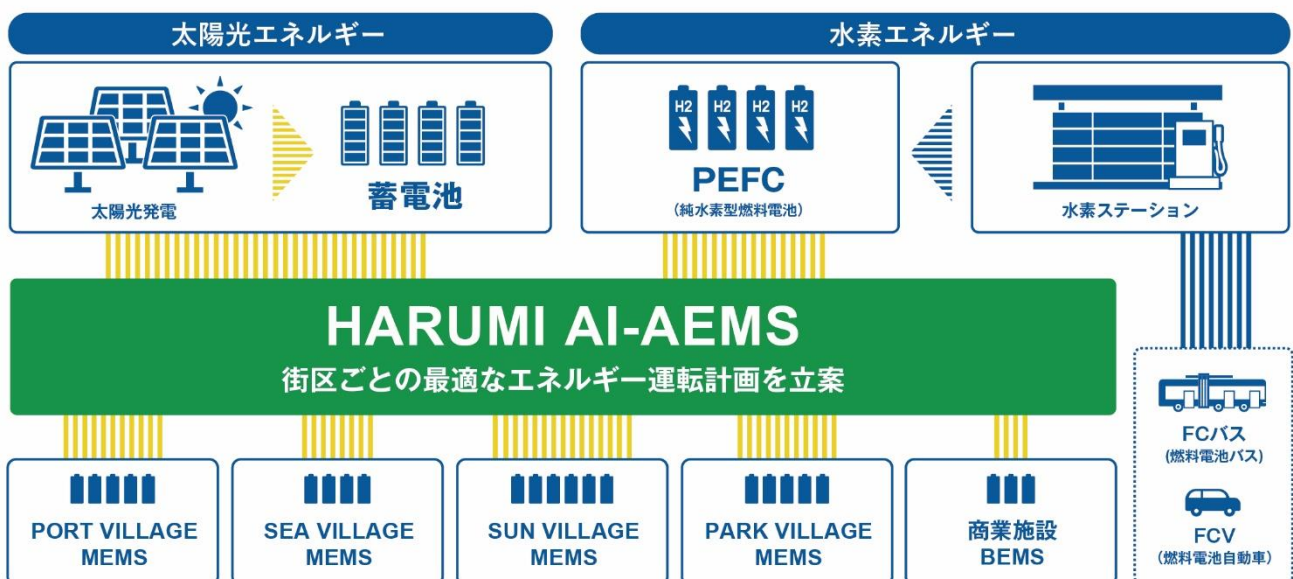 太陽光エネルギー
水素エネルギー
太陽光発電
蓄電池
H2 H2 H2 H2
PEFC
（純水素型燃料電池）
水素ステーション
HARUMI AI-AEMS
街区ごとの最適なエネルギー運転計画を立案
PORT VILLAGE
MEMS
SEA VILLAGE
MEMS
SUN VILLAGE
MEMS
PARK VILLAGE
MEMS
商業施設
BEMS
FCバス
(燃料電池バス)
FCV
（燃料電池自動車）